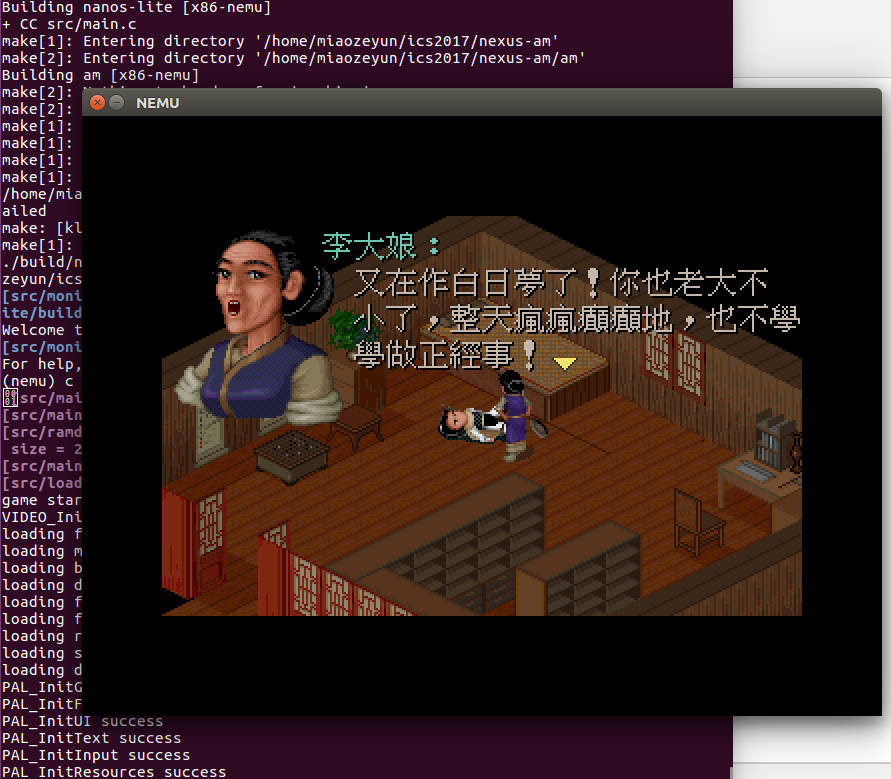 Building nanos-lite [x86-nemu]
+ CC src/main.c
make[1]: Entering directory '/home/miaozeyun/ics2017/nexus-am'
make[2]: Entering directory '/home/miaozeyun/ics2017/nexus-am/am'
Building am [x86-nemu]
make[2]:
make[2]:
make[1]:
make[1]:
make[1]:
make[1]:
/home/mia
ailed
make: [kl
make[1]:
./build/n
zeyun/ics
[src/moni
ite/build
Welcome t
[src/moni
For help,
(nemu) c
src/mai
[src/main
[src/ramd
size = 2
[src/main
[src/load
game star
VIDEO_Ini
loading f
loading m
loading b
loading d
loading f
loading f
loading r
loading s
loading d
PAL_InitG
PAL_InitF
PAL_InitUI success
PAL_InitText success
PAL_InitInput success
PAL_InitResources success
NEMU
李大娘：
又在作白日夢了！你也老大不
小了，整天瘋瘋癲癲地，也不學
學做正經事！